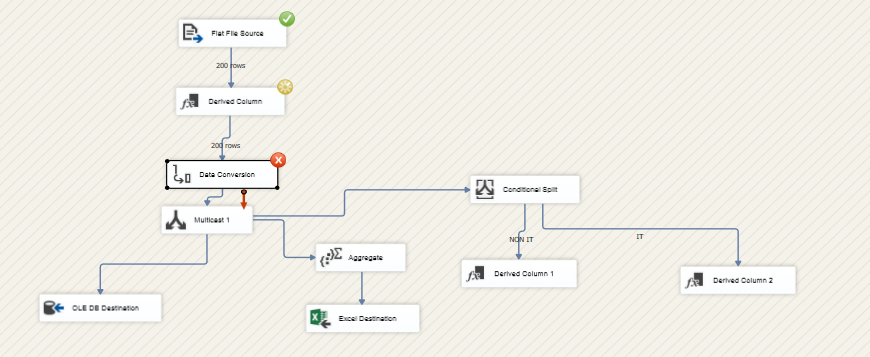 Flat File Source
200 rows
Derived Column
200 rows
Data Conversion
Conditional Split
Multicast 1
NON IT
IT
Aggregate
Derived Column 1
Derived Column 2
OLE DB Destination
Excel Destination